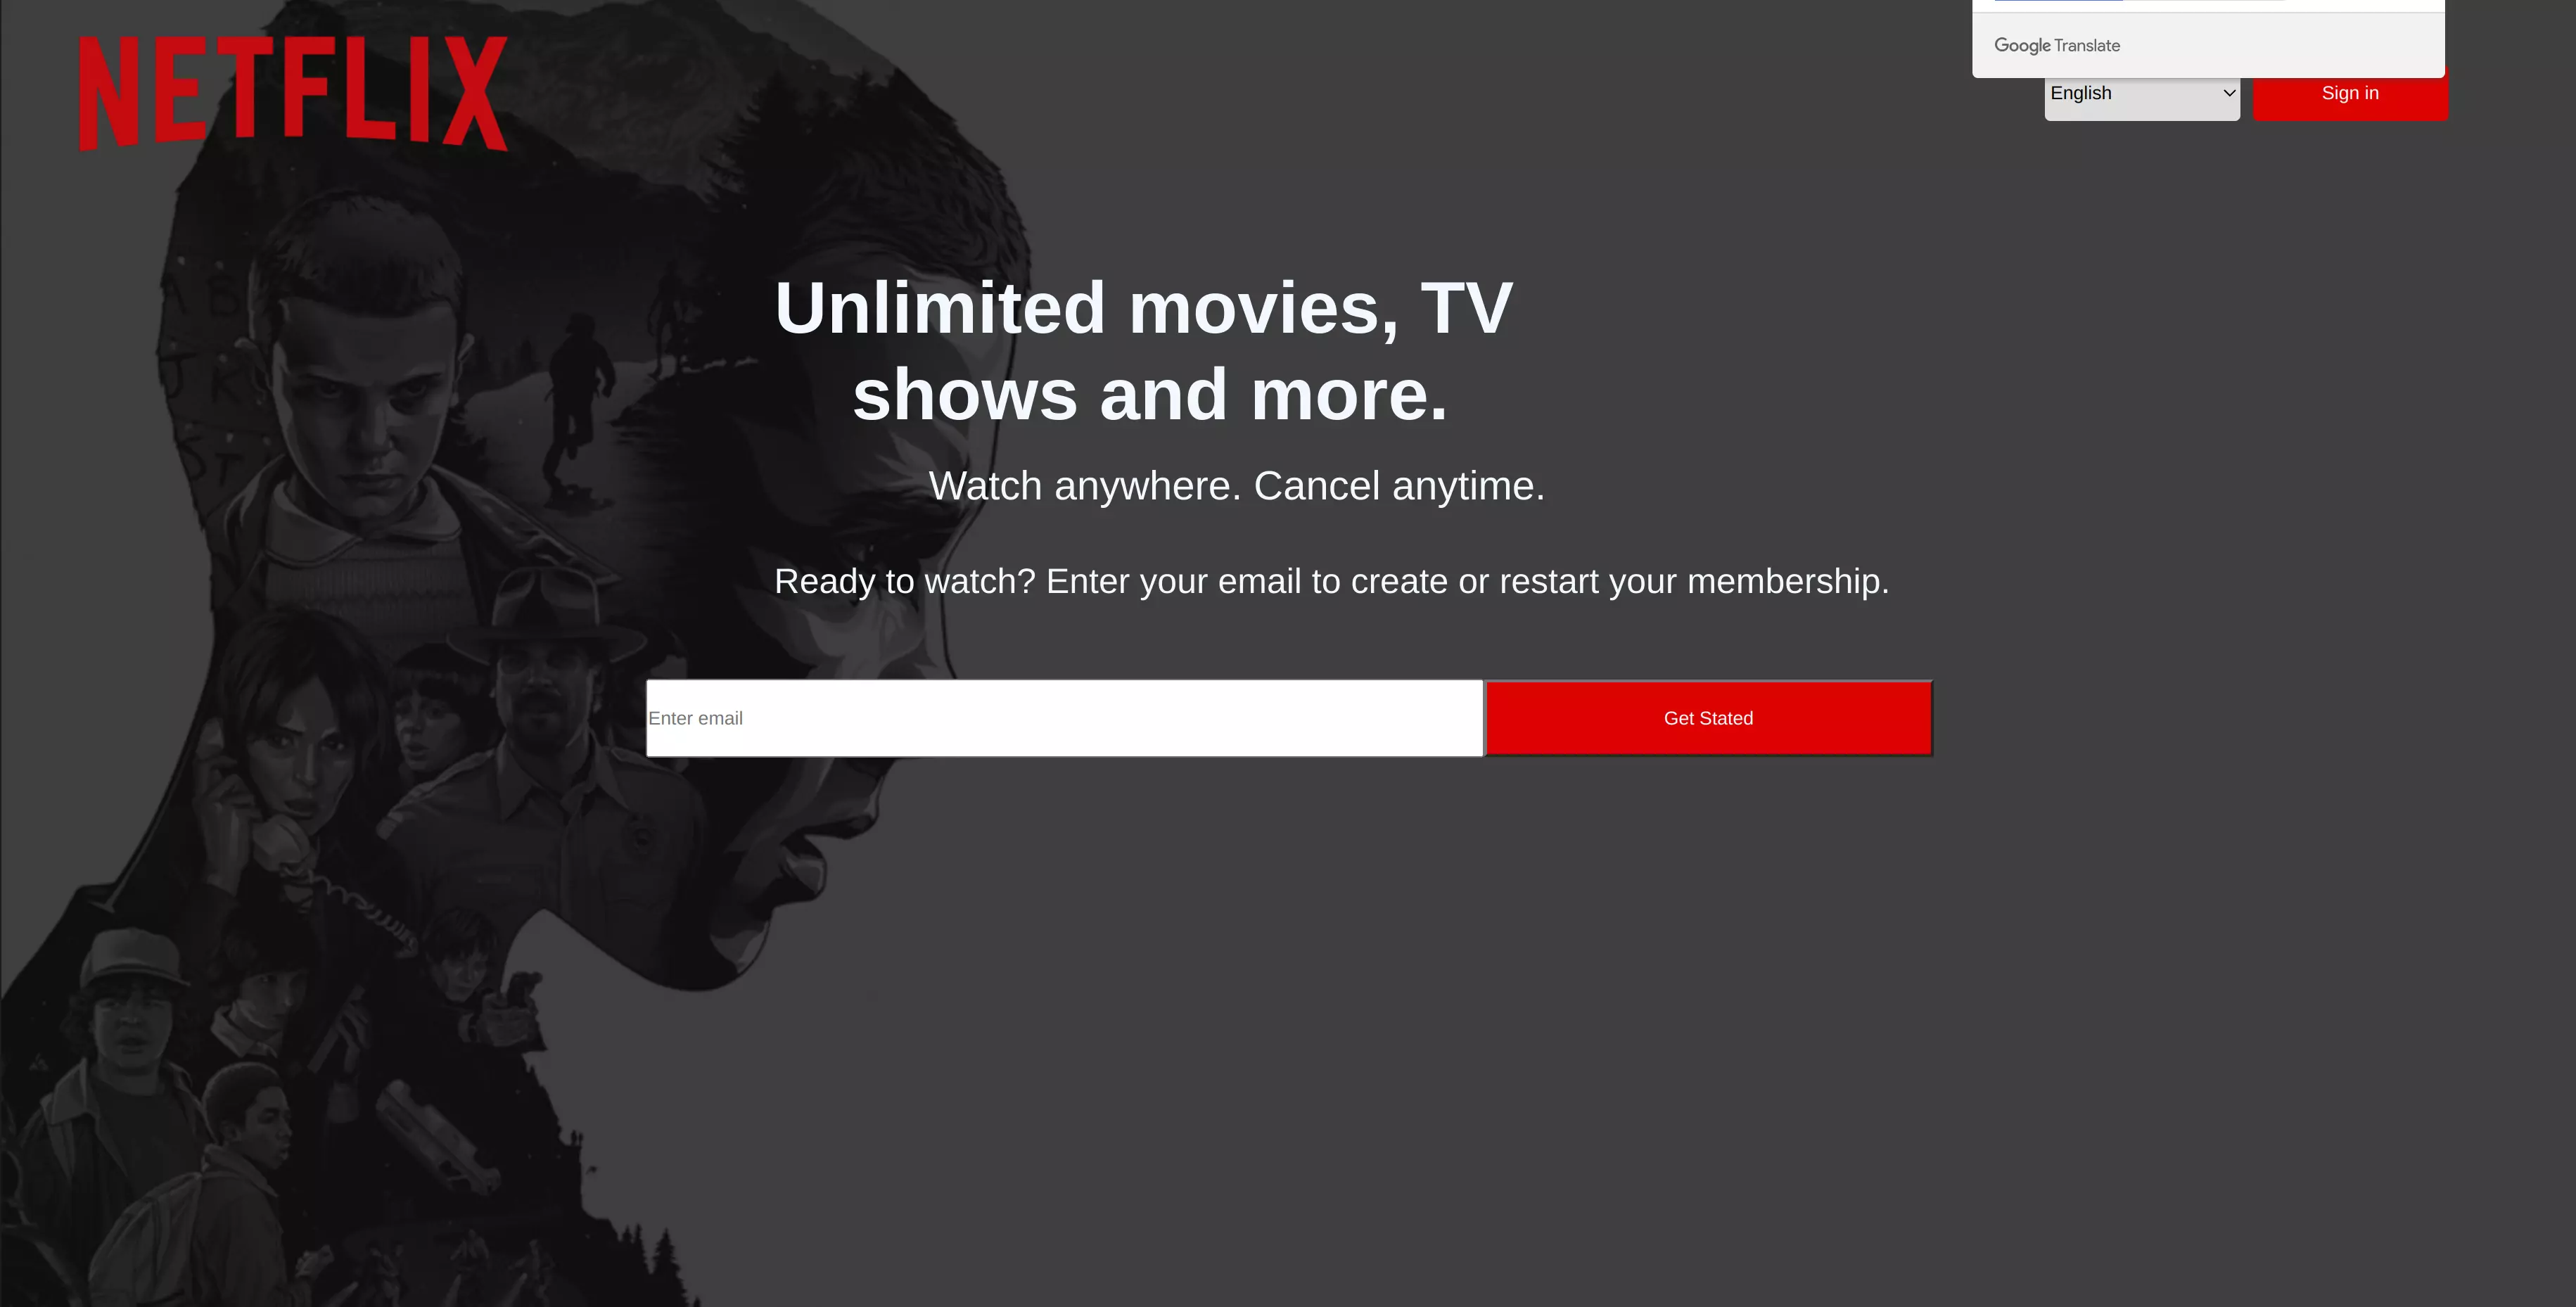 NETFLIX
Google Translate
English
Sign in
Unlimited movies, TV
shows and more.
Watch anywhere. Cancel anytime.
Ready to watch? Enter your email to create or restart your membership.
Enter email
Get Stated